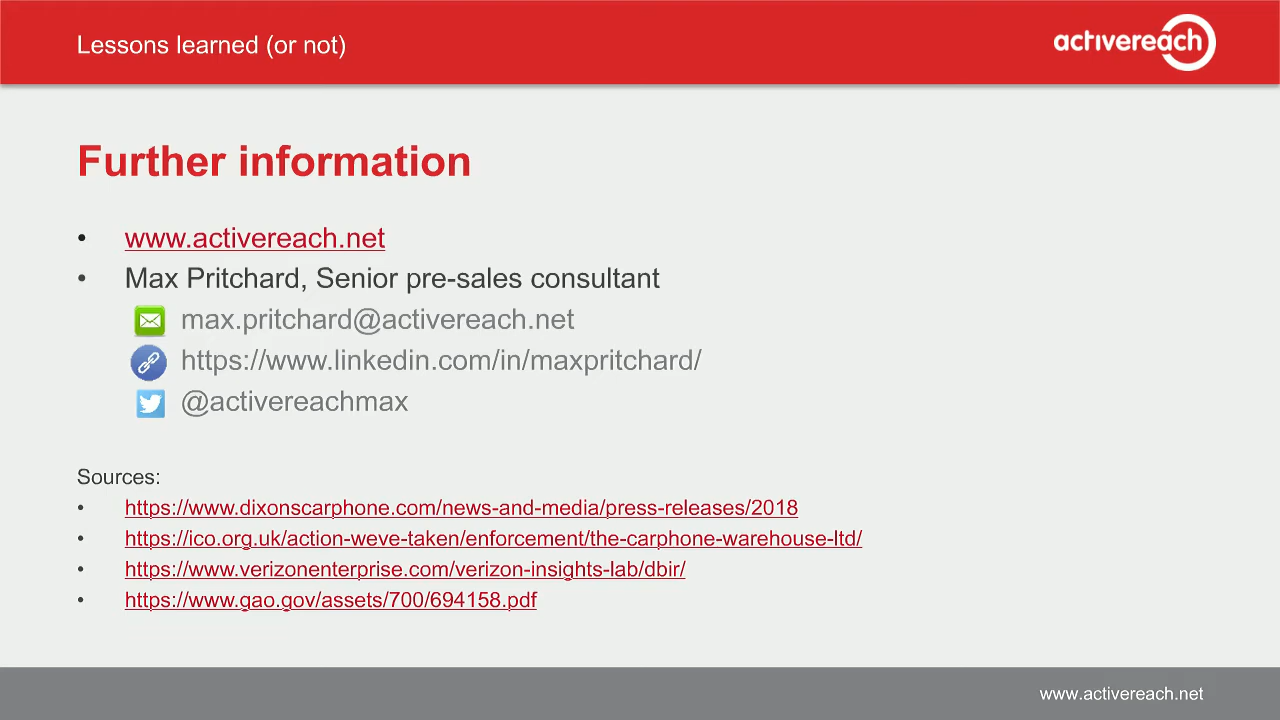 Lessons learned (or not)
activereach
Further information
• www.activereach.net
• Max Pritchard, Senior pre-sales consultant
max.pritchard@activereach.net
https://www.linkedin.com/in/maxpritchard/
@activereachmax
Sources:
• https://www.dixonscarphone.com/news-and-media/press-releases/2018
• https://ico.org.uk/action-weve-taken/enforcement/the-carphone-warehouse-ltd/
• https://www.verizonenterprise.com/verizon-insights-lab/dbir/
• https://www.gao.gov/assets/700/694158.pdf
www.activereach.net